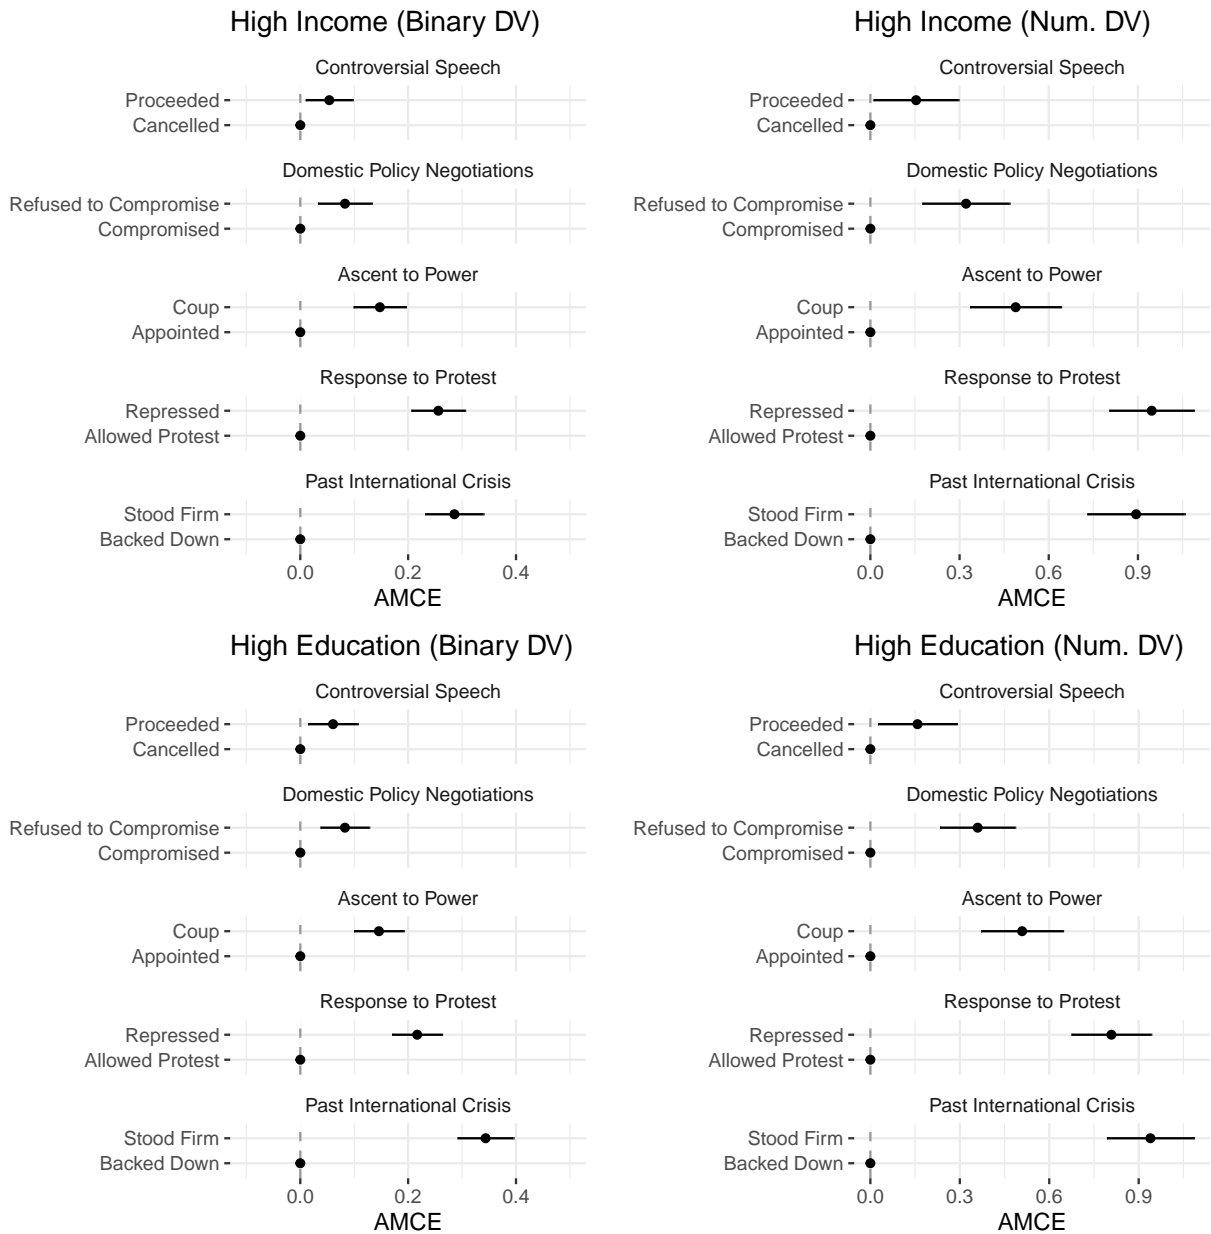 High Income (Binary DV)
Controversial Speech
Proceeded
Cancelled
Domestic Policy Negotiations
Refused to Compromise
Compromised
Ascent to Power
Coup
Appointed
Response to Protest
Repressed
Allowed Protest
Past International Crisis
Stood Firm
Backed Down
0.0 0.2 0.4
AMCE
High Income (Num. DV)
Controversial Speech
Proceeded
Cancelled
Domestic Policy Negotiations
Refused to Compromise
Compromised
Ascent to Power
Coup
Appointed
Response to Protest
Repressed
Allowed Protest
Past International Crisis
Stood Firm
Backed Down
0.0 0.3 0.6 0.9
AMCE
High Education (Binary DV)
Controversial Speech
Proceeded
Cancelled
Domestic Policy Negotiations
Refused to Compromise
Compromised
Ascent to Power
Coup
Appointed
Response to Protest
Repressed
Allowed Protest
Past International Crisis
Stood Firm
Backed Down
0.0 0.2 0.4
AMCE
High Education (Num. DV)
Controversial Speech
Proceeded
Cancelled
Domestic Policy Negotiations
Refused to Compromise
Compromised
Ascent to Power
Coup
Appointed
Response to Protest
Repressed
Allowed Protest
Past International Crisis
Stood Firm
Backed Down
0.0 0.3 0.6 0.9
AMCE